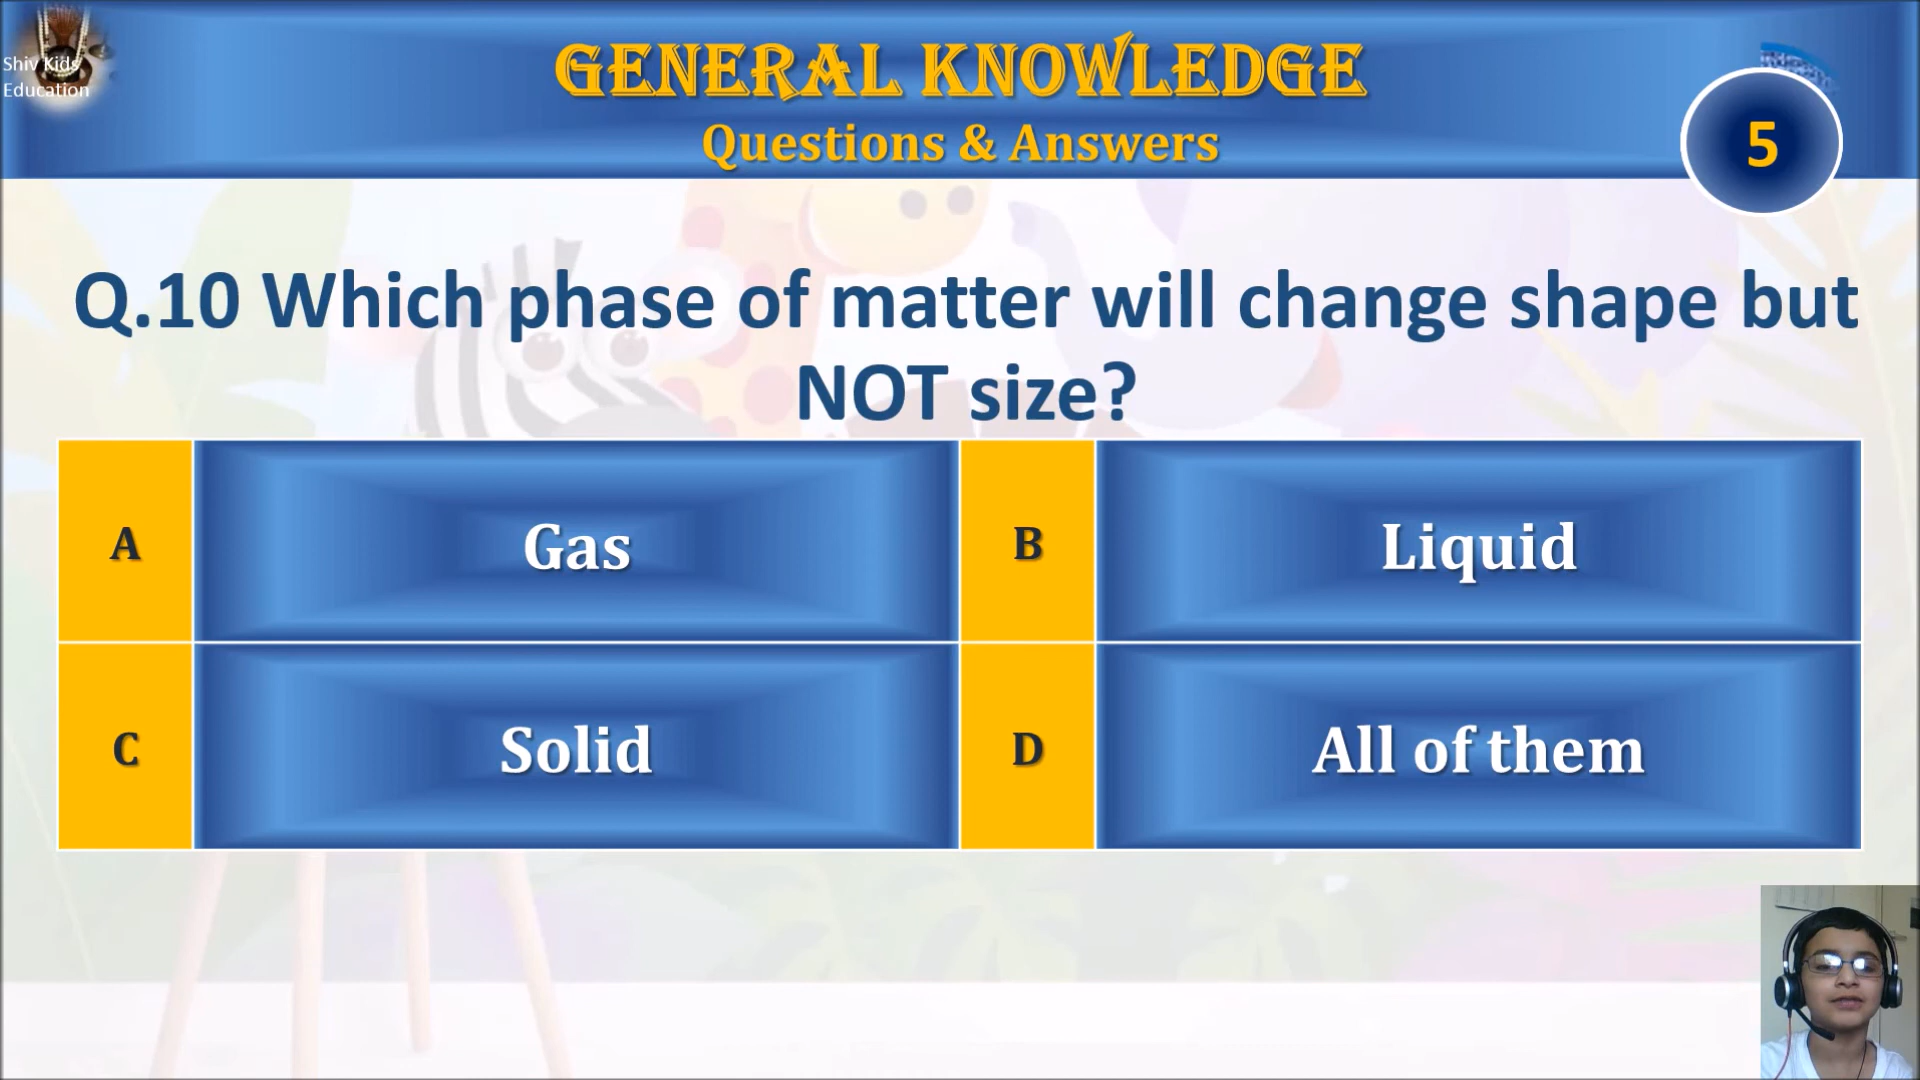 Shiv Kids
Education
GENERAL KNOWLEDGE
Questions & Answers
5
Q.10 Which phase of matter will change shape but
NOT size?
A
Gas
B
Liquid
C
Solid
D
All of them